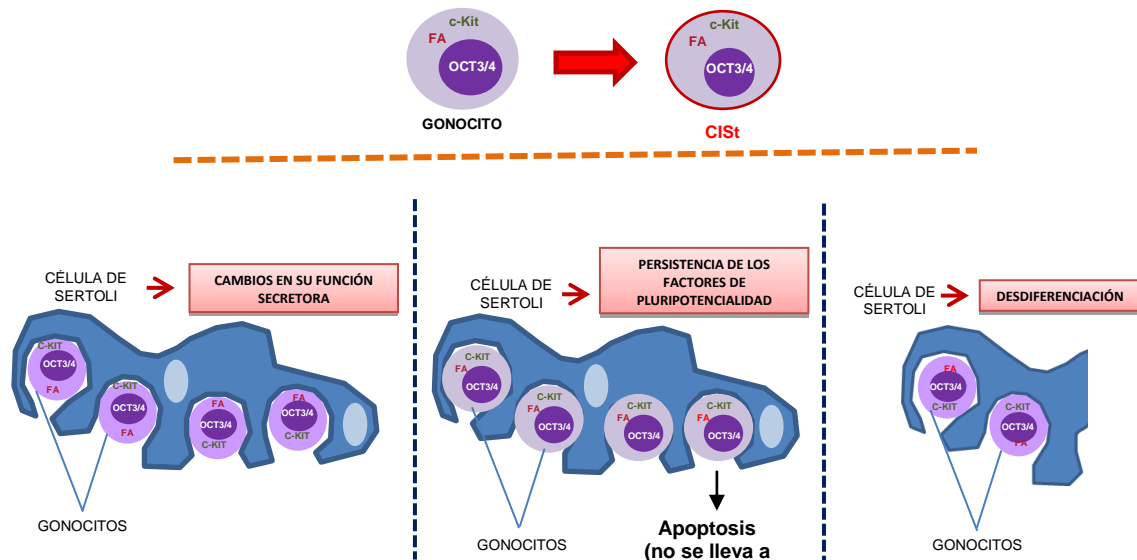 c-Kit
FA
OCT3/4
GONOCITO
c-Kit
FA
OCT3/4
CISt
CÉLULA DE
SERTOLI
CAMBIOS EN SU FUNCIÓN
SECRETORA
C-KIT
OCT3/4
FA
C-KIT
OCT3/4
FA
FA
OCT3/4
C-KIT
FA
OCT3/4
C-KIT
GONOCITOS
CÉLULA DE
SERTOLI
PERSISTENCIA DE LOS
FACTORES DE
PLURIPOTENCIALIDAD
C-KIT
FA
OCT3/4
C-KIT
FA
OCT3/4
C-KIT
FA
OCT3/4
C-KIT
FA
OCT3/4
GONOCITOS
Apoptosis
(no se lleva a
CÉLULA DE
SERTOLI
DESDIFERENCIACIÓN
FA
OCT3/4
C-KIT
C-KIT
OCT3/4
FA
GONOCITOS